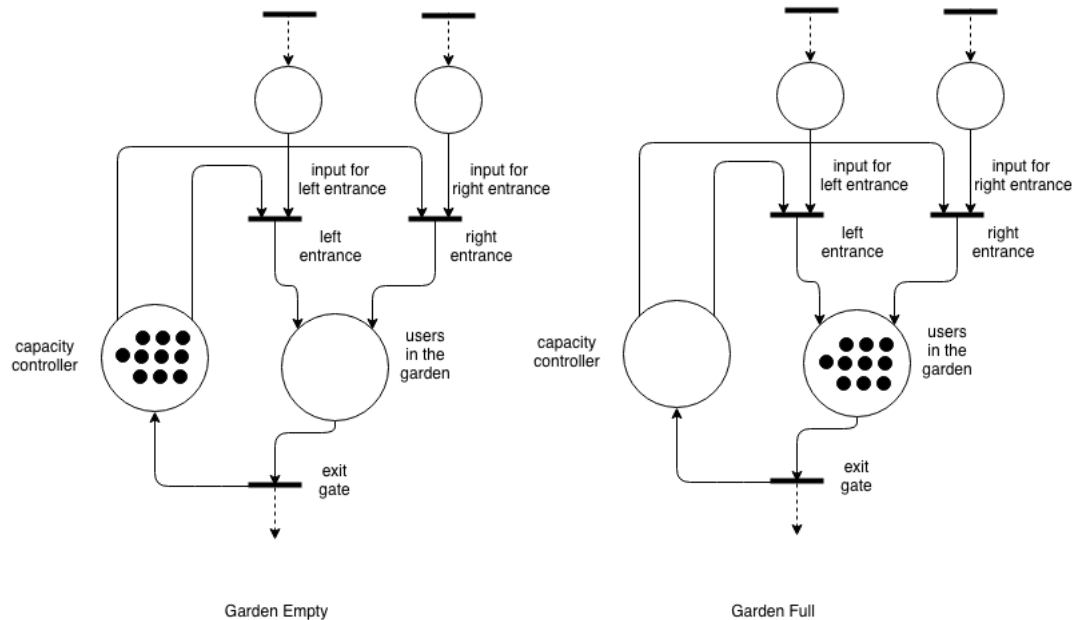 input for
left entrance
input for
right entrance
left
entrance
right
entrance
capacity
controller
users
in the
garden
exit
gate
Garden Empty
input for
left entrance
input for
right entrance
left
entrance
right
entrance
capacity
controller
users
in the
garden
exit
gate
Garden Full